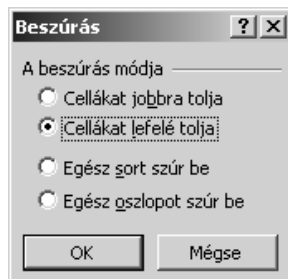 Beszúrás
A beszúrás módja
Cellákat jobbra tolja
Cellákat lefelé tolja
Egész sort szúr be
Egész oszlopot szúr be
OK Mégse